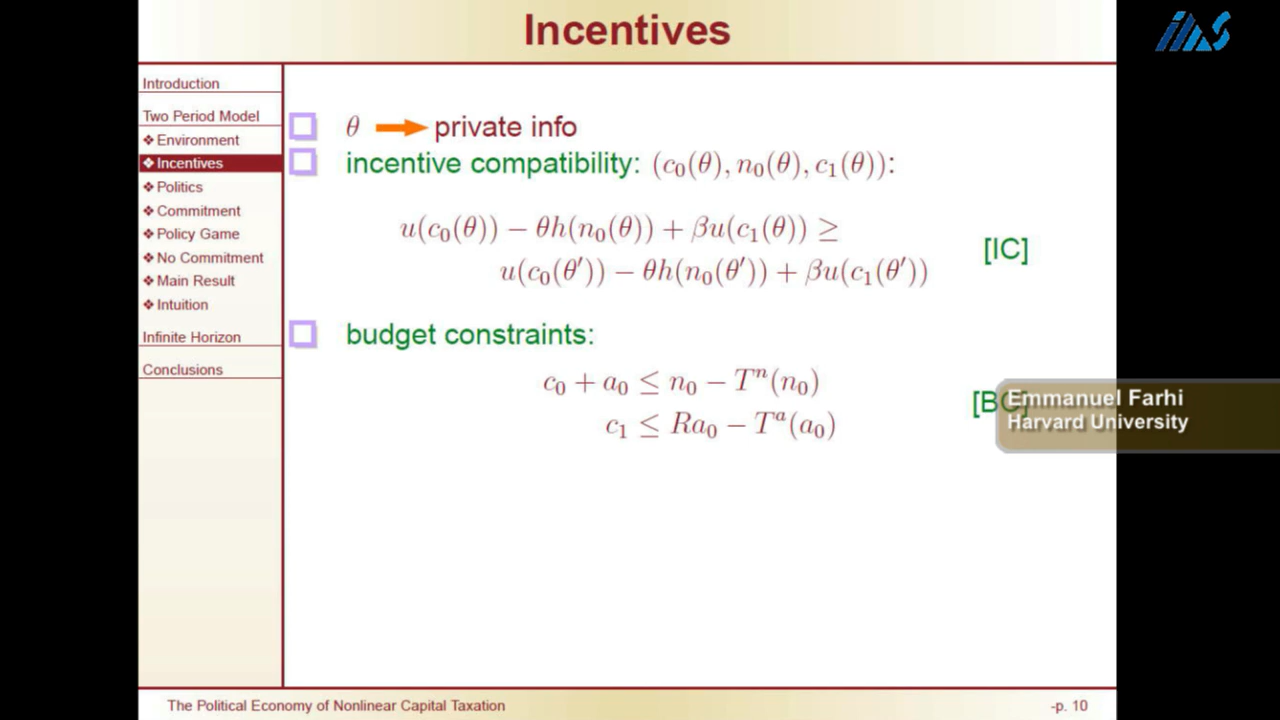 Incentives
IAS
Introduction
Two Period Model
❖ Environment
❖ Incentives
❖ Politics
❖ Commitment
❖ Policy Game
❖ No Commitment
❖ Main Result
❖ Intuition
Infinite Horizon
Conclusions
θ → private info
incentive compatibility: (c₀(θ), n₀(θ), c₁(θ)):
u(c₀(θ)) − θh(n₀(θ)) + βu(c₁(θ)) ≥
u(c₀(θ′)) − θh(n₀(θ′)) + βu(c₁(θ′))
[IC]
budget constraints:
c₀ + a₀ ≤ n₀ − Tⁿ(n₀)
c₁ ≤ Ra₀ − Tᵃ(a₀)
[BC]
Emmanuel Farhi
Harvard University
The Political Economy of Nonlinear Capital Taxation
-p. 10